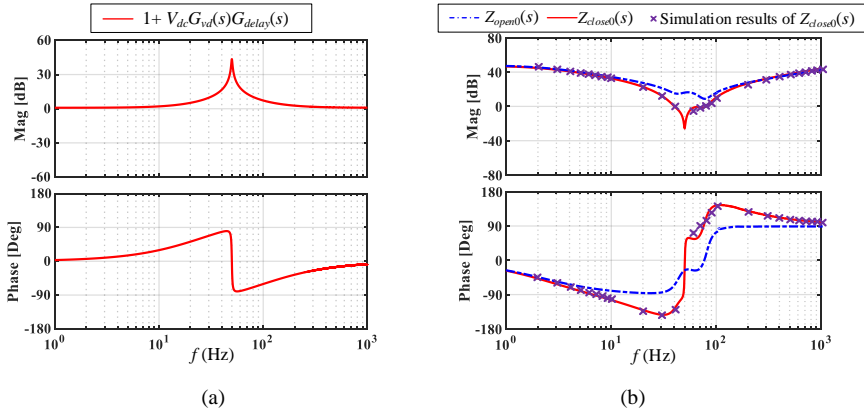 1+ V_dc G_vd(s)G_delay(s)
60
30
0
-30
-60
Mag [dB]
180
90
0
-90
-180
Phase [Deg]
10^0
10^1
10^2
10^3
f (Hz)
(a)
Z_open0(s)
Z_close0(s)
Simulation results of Z_close0(s)
80
40
0
-40
-80
Mag [dB]
180
90
0
-90
-180
Phase [Deg]
10^0
10^1
10^2
10^3
f (Hz)
(b)